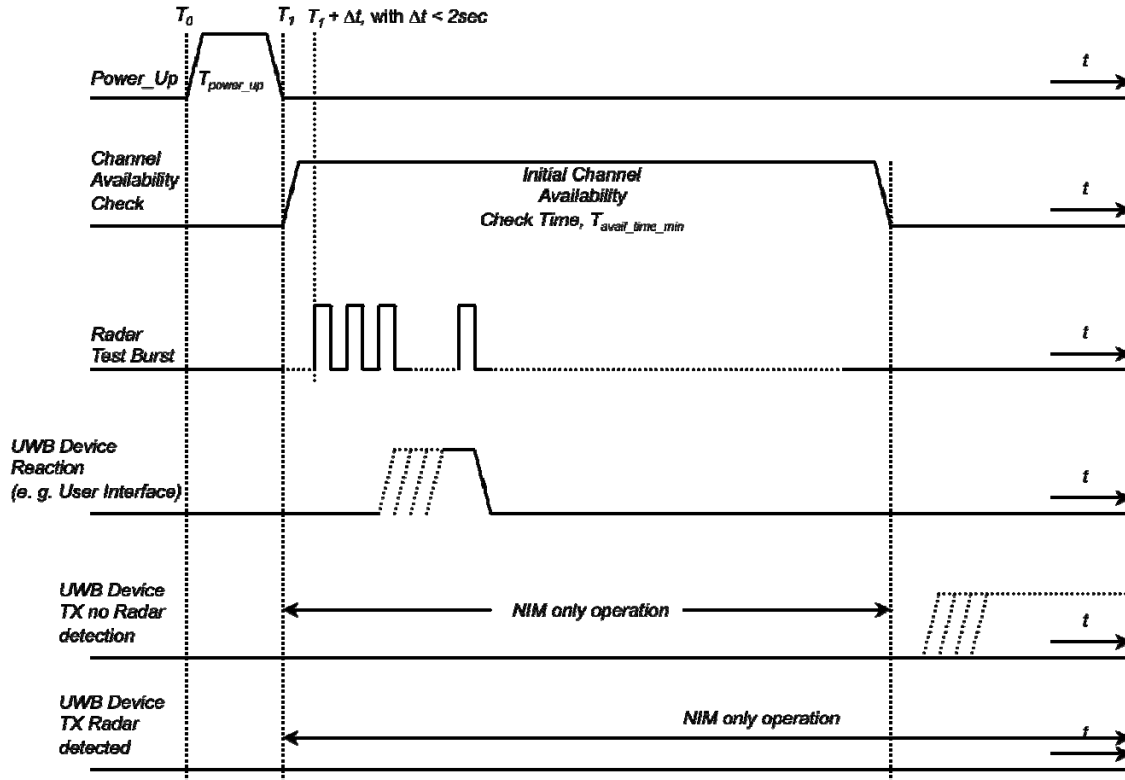 T0 T1 T1 + Δt, with Δt < 2sec
Power_Up
Tpower_up
t
Channel
Availability
Check
Initial Channel
Availability
Check Time, Tavail_time_min
t
Radar
Test Burst
t
UWB Device
Reaction
(e. g. User Interface)
t
UWB Device
TX no Radar
detection
NIM only operation
t
UWB Device
TX Radar
detected
NIM only operation
t